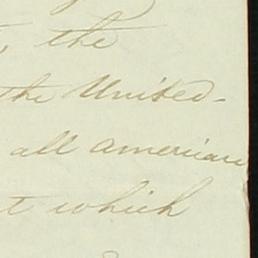 , the
the United-
all american
t which